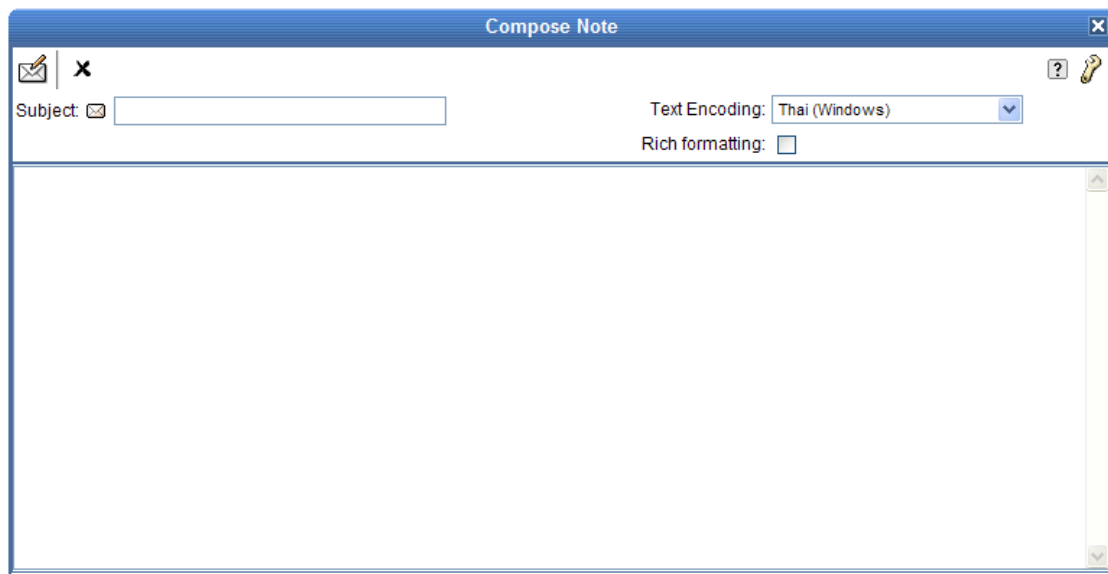 Compose Note
?
Subject:
Text Encoding: Thai (Windows)
Rich formatting: